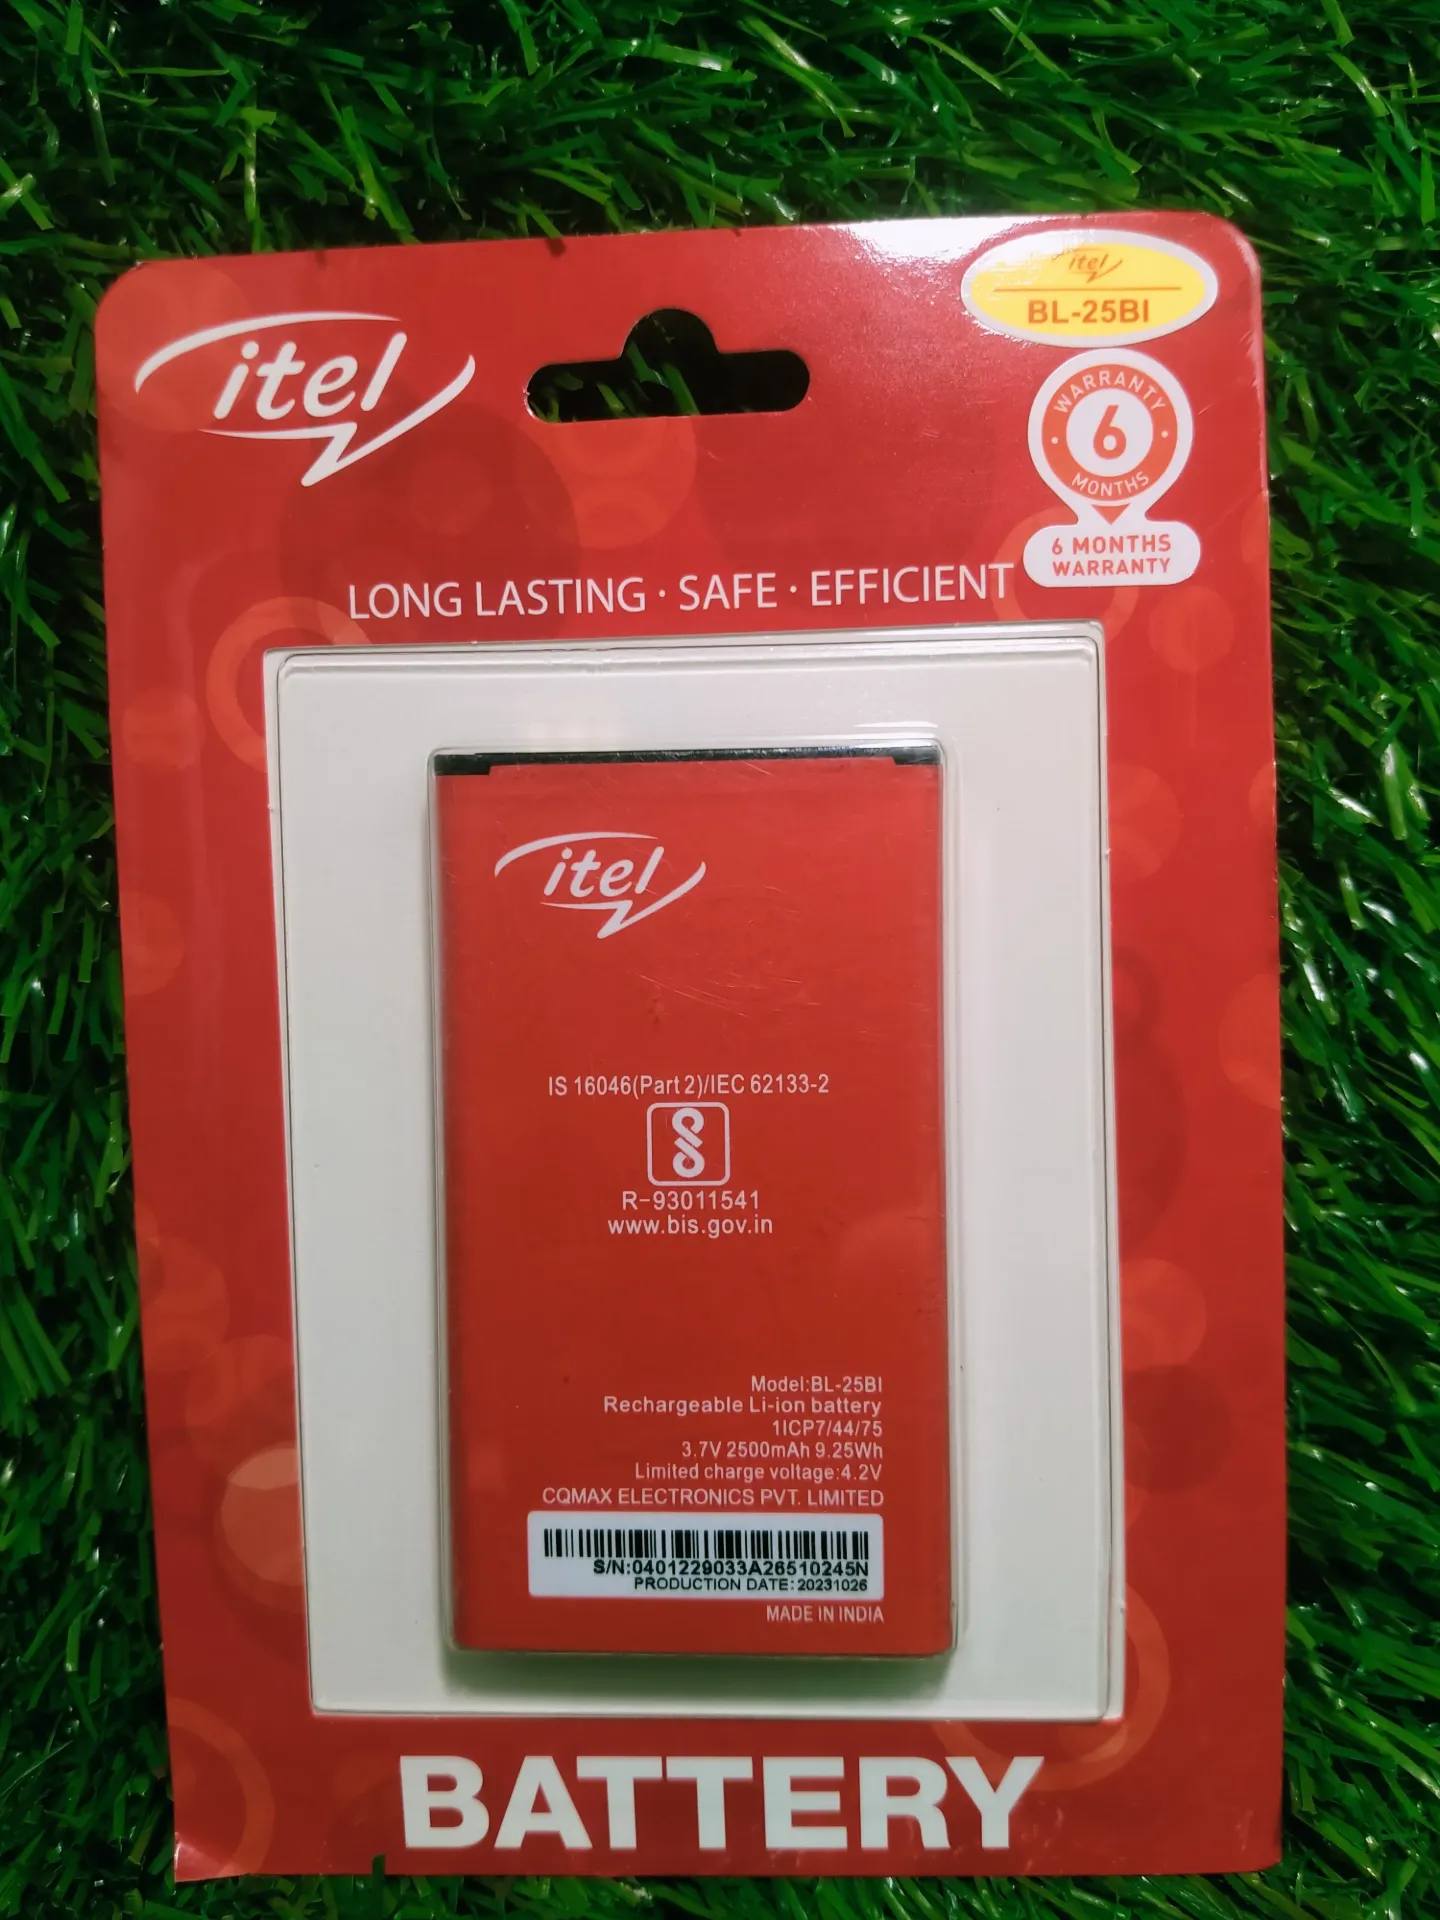 itel
itel
BL-25BI
WARRANTY
6
MONTHS
6 MONTHS
WARRANTY
LONG LASTING · SAFE · EFFICIENT
itel
IS 16046(Part 2)/IEC 62133-2
R-93011541
www.bis.gov.in
Model:BL-25BI
Rechargeable Li-ion battery
1ICP7/44/75
3.7V 2500mAh 9.25Wh
Limited charge voltage:4.2V
CQMAX ELECTRONICS PVT. LIMITED
S/N:0401229033A26510245N
PRODUCTION DATE:20231026
MADE IN INDIA
BATTERY